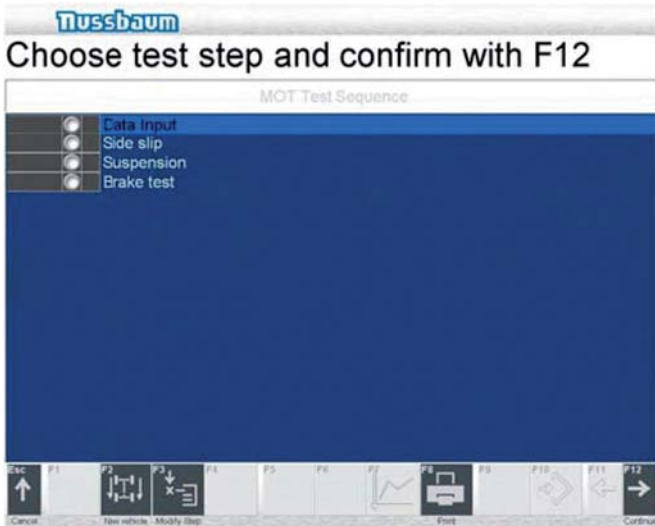 nussbaum
Choose test step and confirm with F12
MOT Test Sequence
Data Input
Side slip
Suspension
Brake test
Esc F1 F2 F3 F4 F5 F6 F7 F8 F9 F10 F11 F12
Cancel New vehicle Modify Step Print Continue